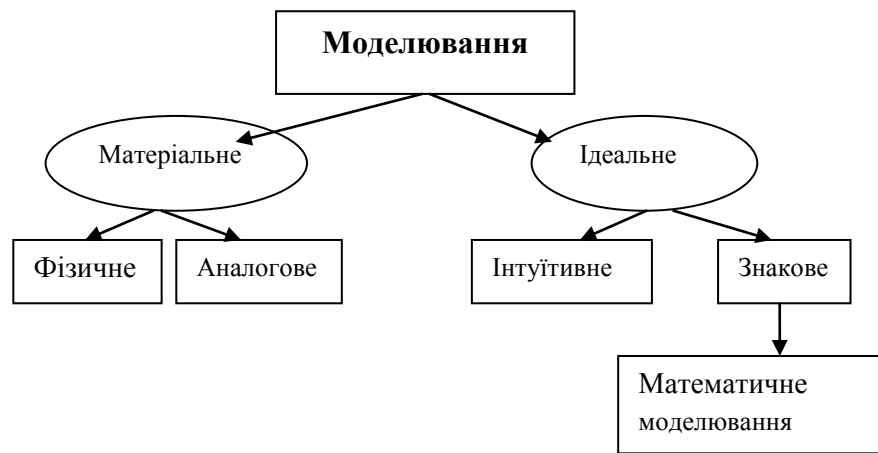 Моделювання
Матеріальне
Ідеальне
Фізичне
Аналогове
Інтуїтивне
Знакове
Математичне
моделювання